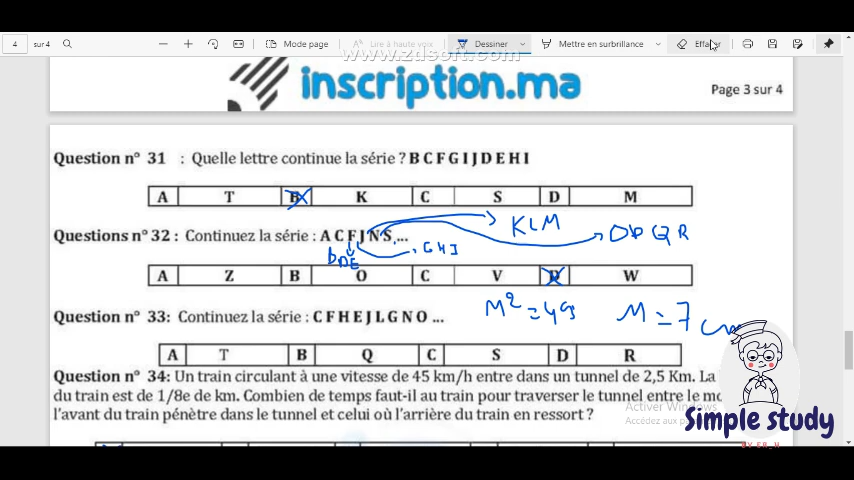 4 sur 4 Mode page Lire à haute voix Dessiner Mettre en surbrillance Effacer
www.zdsoft.com
inscription.ma
Page 3 sur 4
Question n° 31 : Quelle lettre continue la série ? B C F G I J D E H I
A T B K C S D M
K L M
Questions n° 32 : Continuez la série : A C F J N S ...
O P Q R
B DE G H I
A Z B O C V D W
M² = 49 M = 7 cm
Question n° 33: Continuez la série : C F H E J L G N O ...
A T B Q C S D R
Question n° 34: Un train circulant à une vitesse de 45 km/h entre dans un tunnel de 2,5 Km. La
du train est de 1/8e de km. Combien de temps faut-il au train pour traverser le tunnel entre le mo
l'avant du train pénètre dans le tunnel et celui où l'arrière du train en ressort ?
Activer Windows
Accédez aux
Simple study